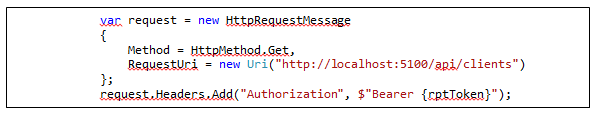 var request = new HttpRequestMessage
{
    Method = HttpMethod.Get,
    RequestUri = new Uri("http://localhost:5100/api/clients")
};
request.Headers.Add("Authorization", $"Bearer {rptToken}");